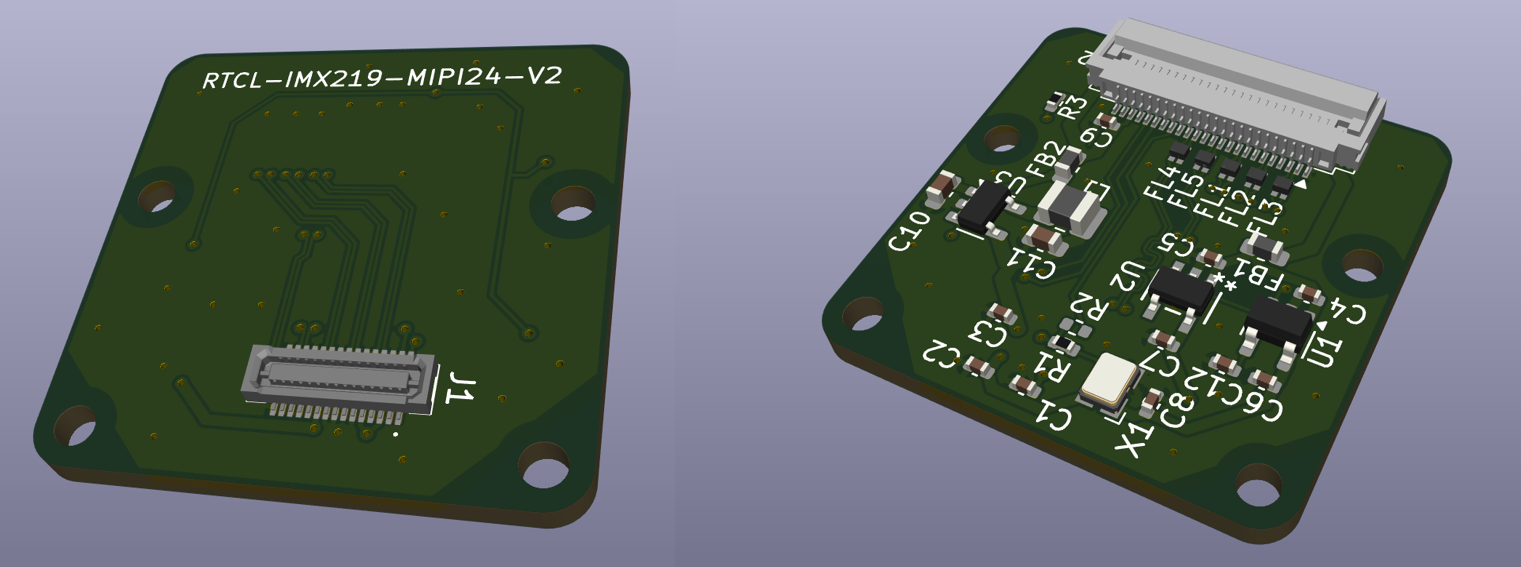 RTCL-IMX219-MIPI24-V2
J1
R3
C9
FB2
L1
C10
C11
FL4
FL5
FL1
FL2
FL3
C5
FB1
U2
**
C4
R2
U1
C3
C7
R1
C2
C12
C6
C1
C8
X1